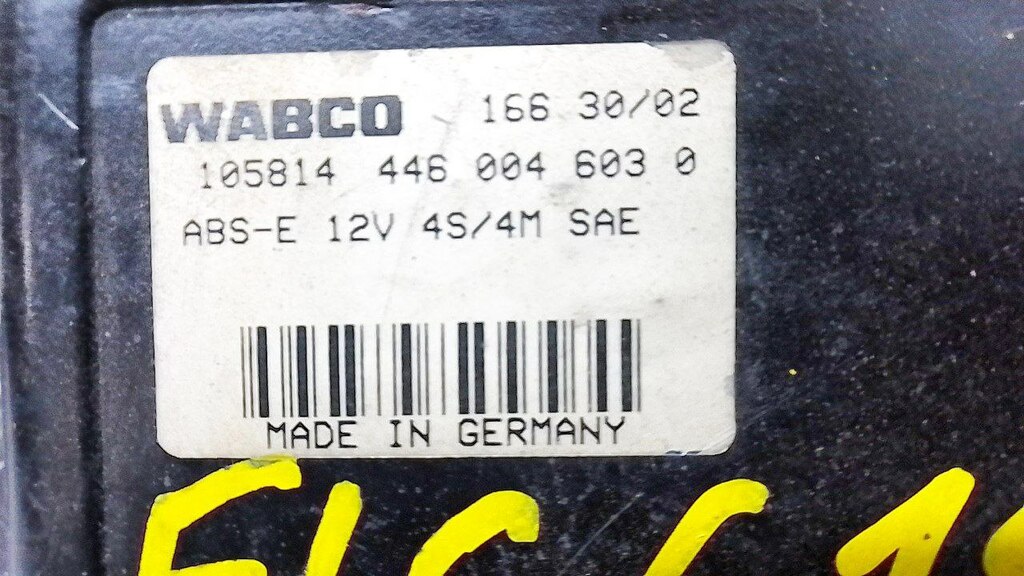 WABCO 166 30/02
105814 446 004 603 0
ABS-E 12V 4S/4M SAE
MADE IN GERMANY